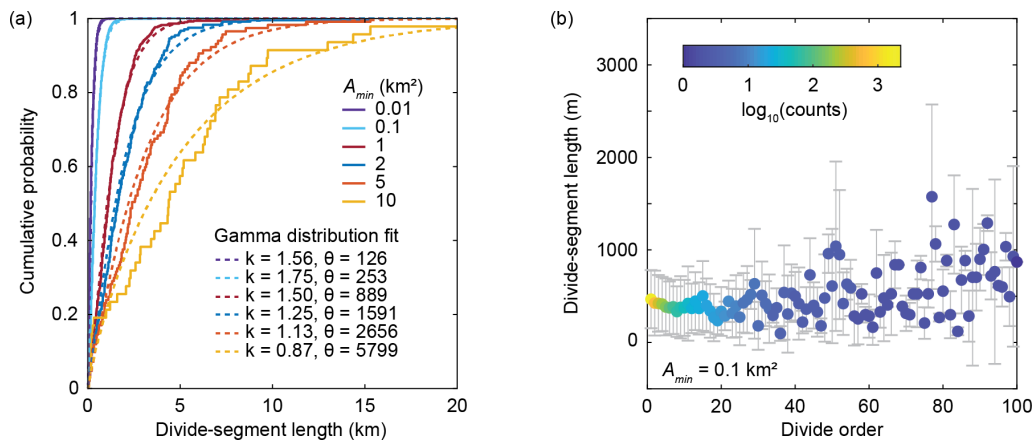 (a)
1
0.8
0.6
0.4
0.2
0
Cumulative probability
0
5
10
15
20
Divide-segment length (km)
A_min (km²)
0.01
0.1
1
2
5
10
Gamma distribution fit
k = 1.56, θ = 126
k = 1.75, θ = 253
k = 1.50, θ = 889
k = 1.25, θ = 1591
k = 1.13, θ = 2656
k = 0.87, θ = 5799
(b)
3000
2000
1000
0
Divide-segment length (m)
0
1
2
3
log₁₀(counts)
A_min = 0.1 km²
0
20
40
60
80
100
Divide order